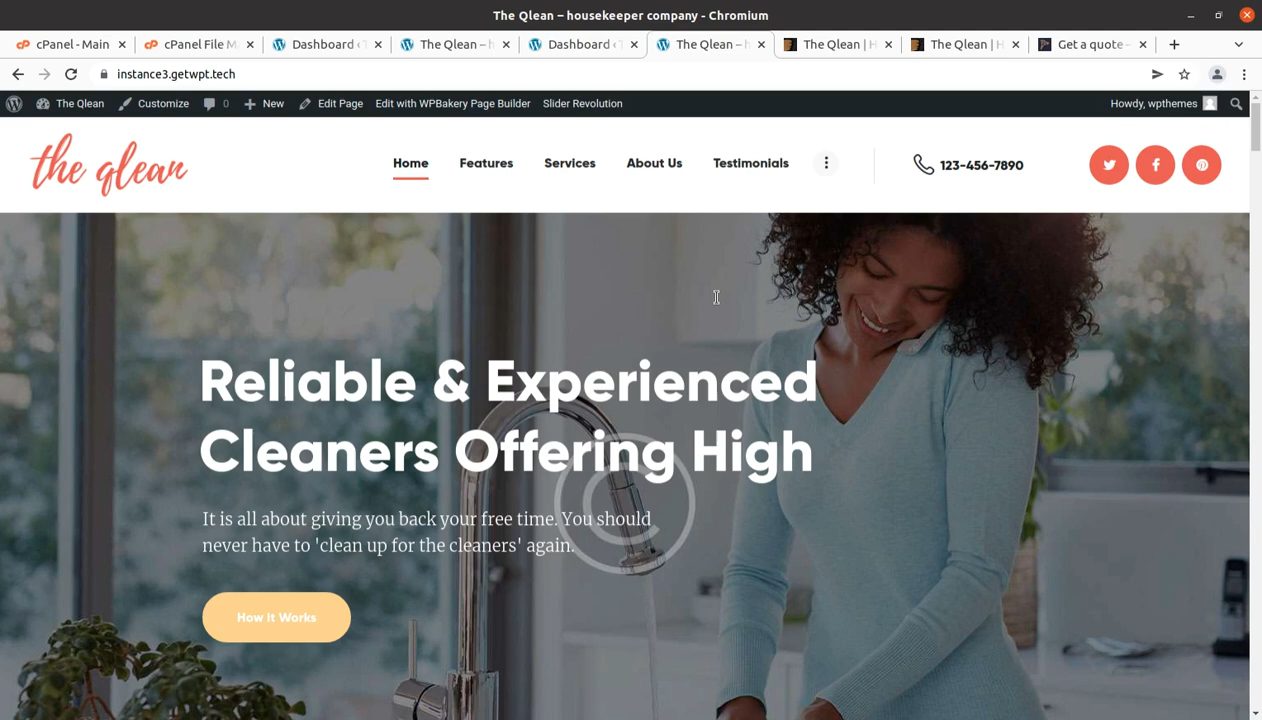 The Qlean – housekeeper company - Chromium
cPanel - Main
cPanel File M
Dashboard ‹ T
The Qlean – h
Dashboard ‹ T
The Qlean – h
The Qlean | H
The Qlean | H
Get a quote –
instance3.getwpt.tech
The Qlean
Customize
0
New
Edit Page
Edit with WPBakery Page Builder
Slider Revolution
Howdy, wpthemes
the qlean
Home
Features
Services
About Us
Testimonials
123-456-7890
Reliable & Experienced
Cleaners Offering High
It is all about giving you back your free time. You should
never have to 'clean up for the cleaners' again.
How it Works